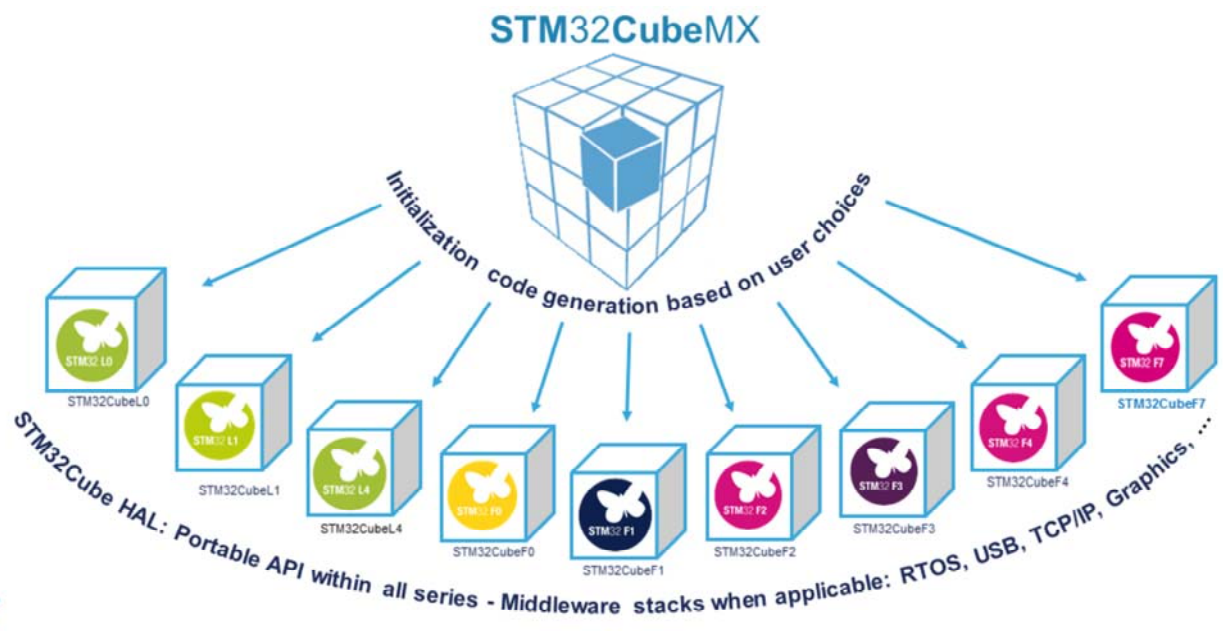 STM32CubeMX
Initialization code generation based on user choices
STM32 L0
STM32CubeL0
STM32 L1
STM32CubeL1
STM32 L4
STM32CubeL4
STM32 F0
STM32CubeF0
STM32 F1
STM32CubeF1
STM32 F2
STM32CubeF2
STM32 F3
STM32CubeF3
STM32 F4
STM32CubeF4
STM32 F7
STM32CubeF7
STM32Cube HAL: Portable API within all series - Middleware stacks when applicable: RTOS, USB, TCP/IP, Graphics, ...